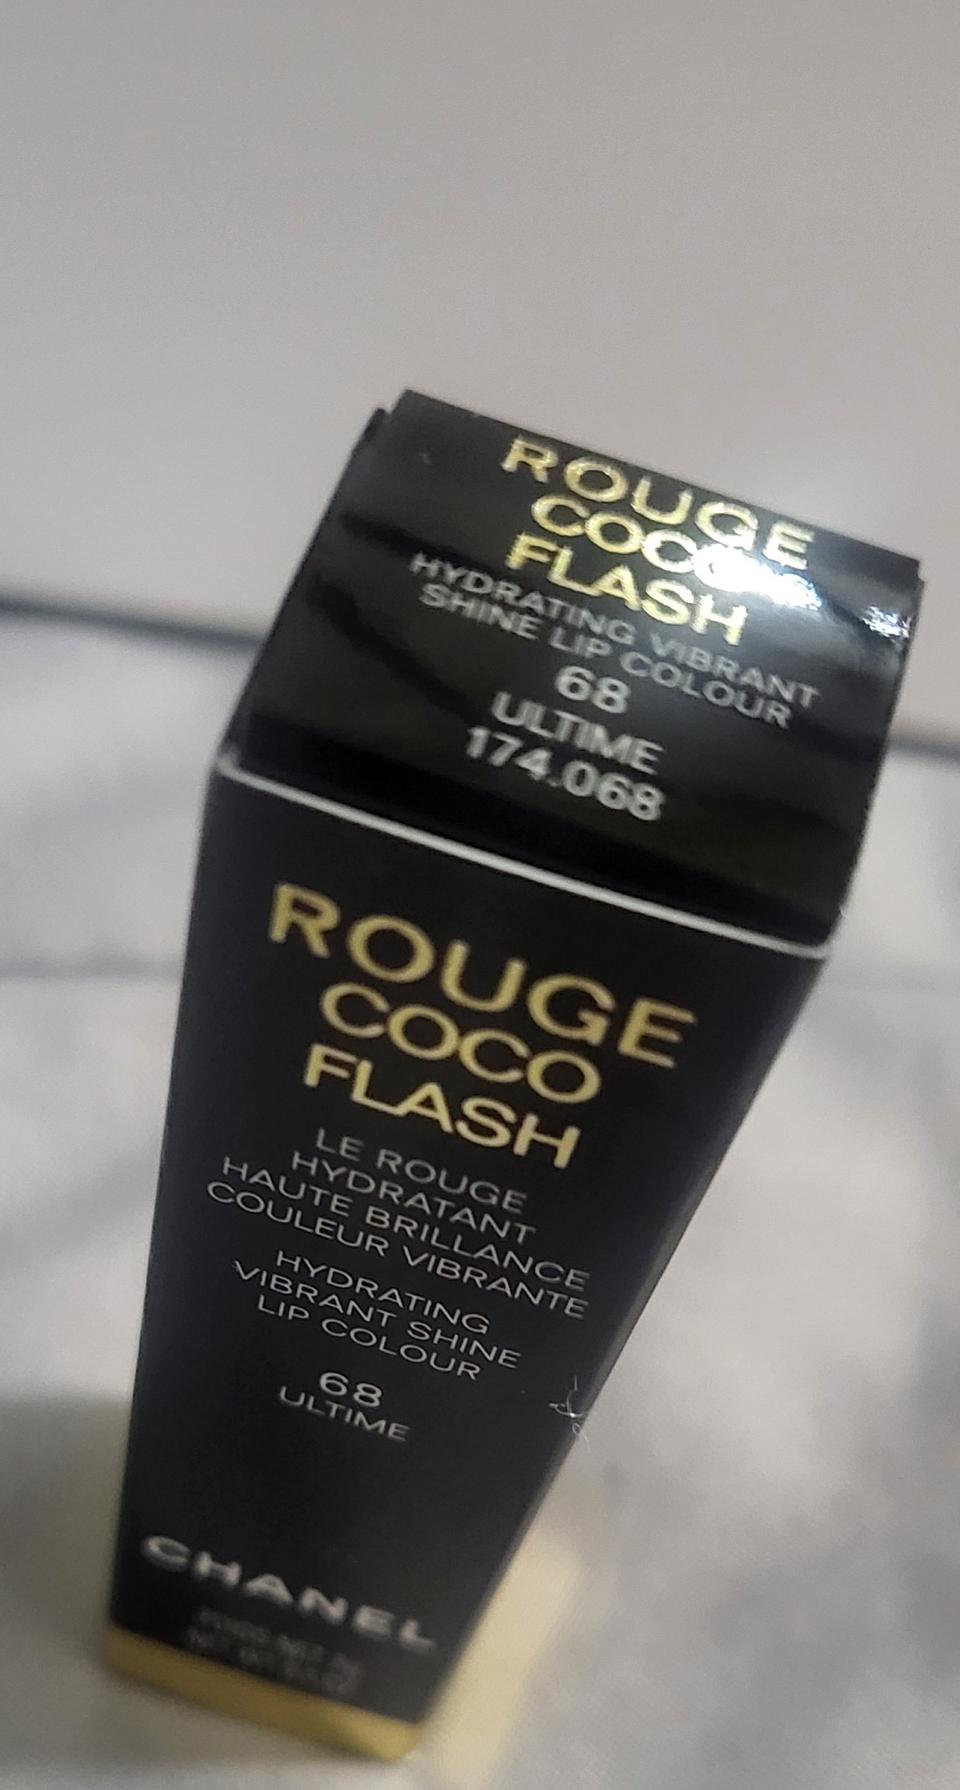 ROUGE
COCO
FLASH
HYDRATING VIBRANT
SHINE LIP COLOUR
68
ULTIME
174.068
ROUGE
COCO
FLASH
LE ROUGE
HYDRATANT
HAUTE BRILLANCE
COULEUR VIBRANTE
HYDRATING
VIBRANT SHINE
LIP COLOUR
68
ULTIME
CHANEL